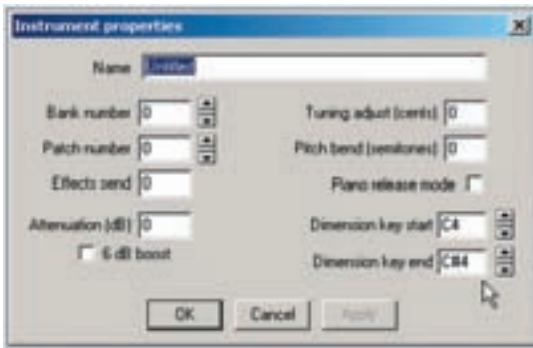 Instrument properties
Name Untitled
Bank number 0
Tuning adjust (cents) 0
Patch number 0
Pitch bend (semitones) 0
Effects send 0
Piano release mode
Attenuation (dB) 0
Dimension key start C4
6 dB boost
Dimension key end C#4
OK Cancel Apply